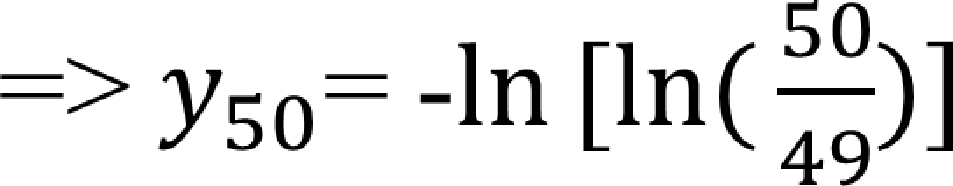 => y₅₀= -ln [ln(50/49)]